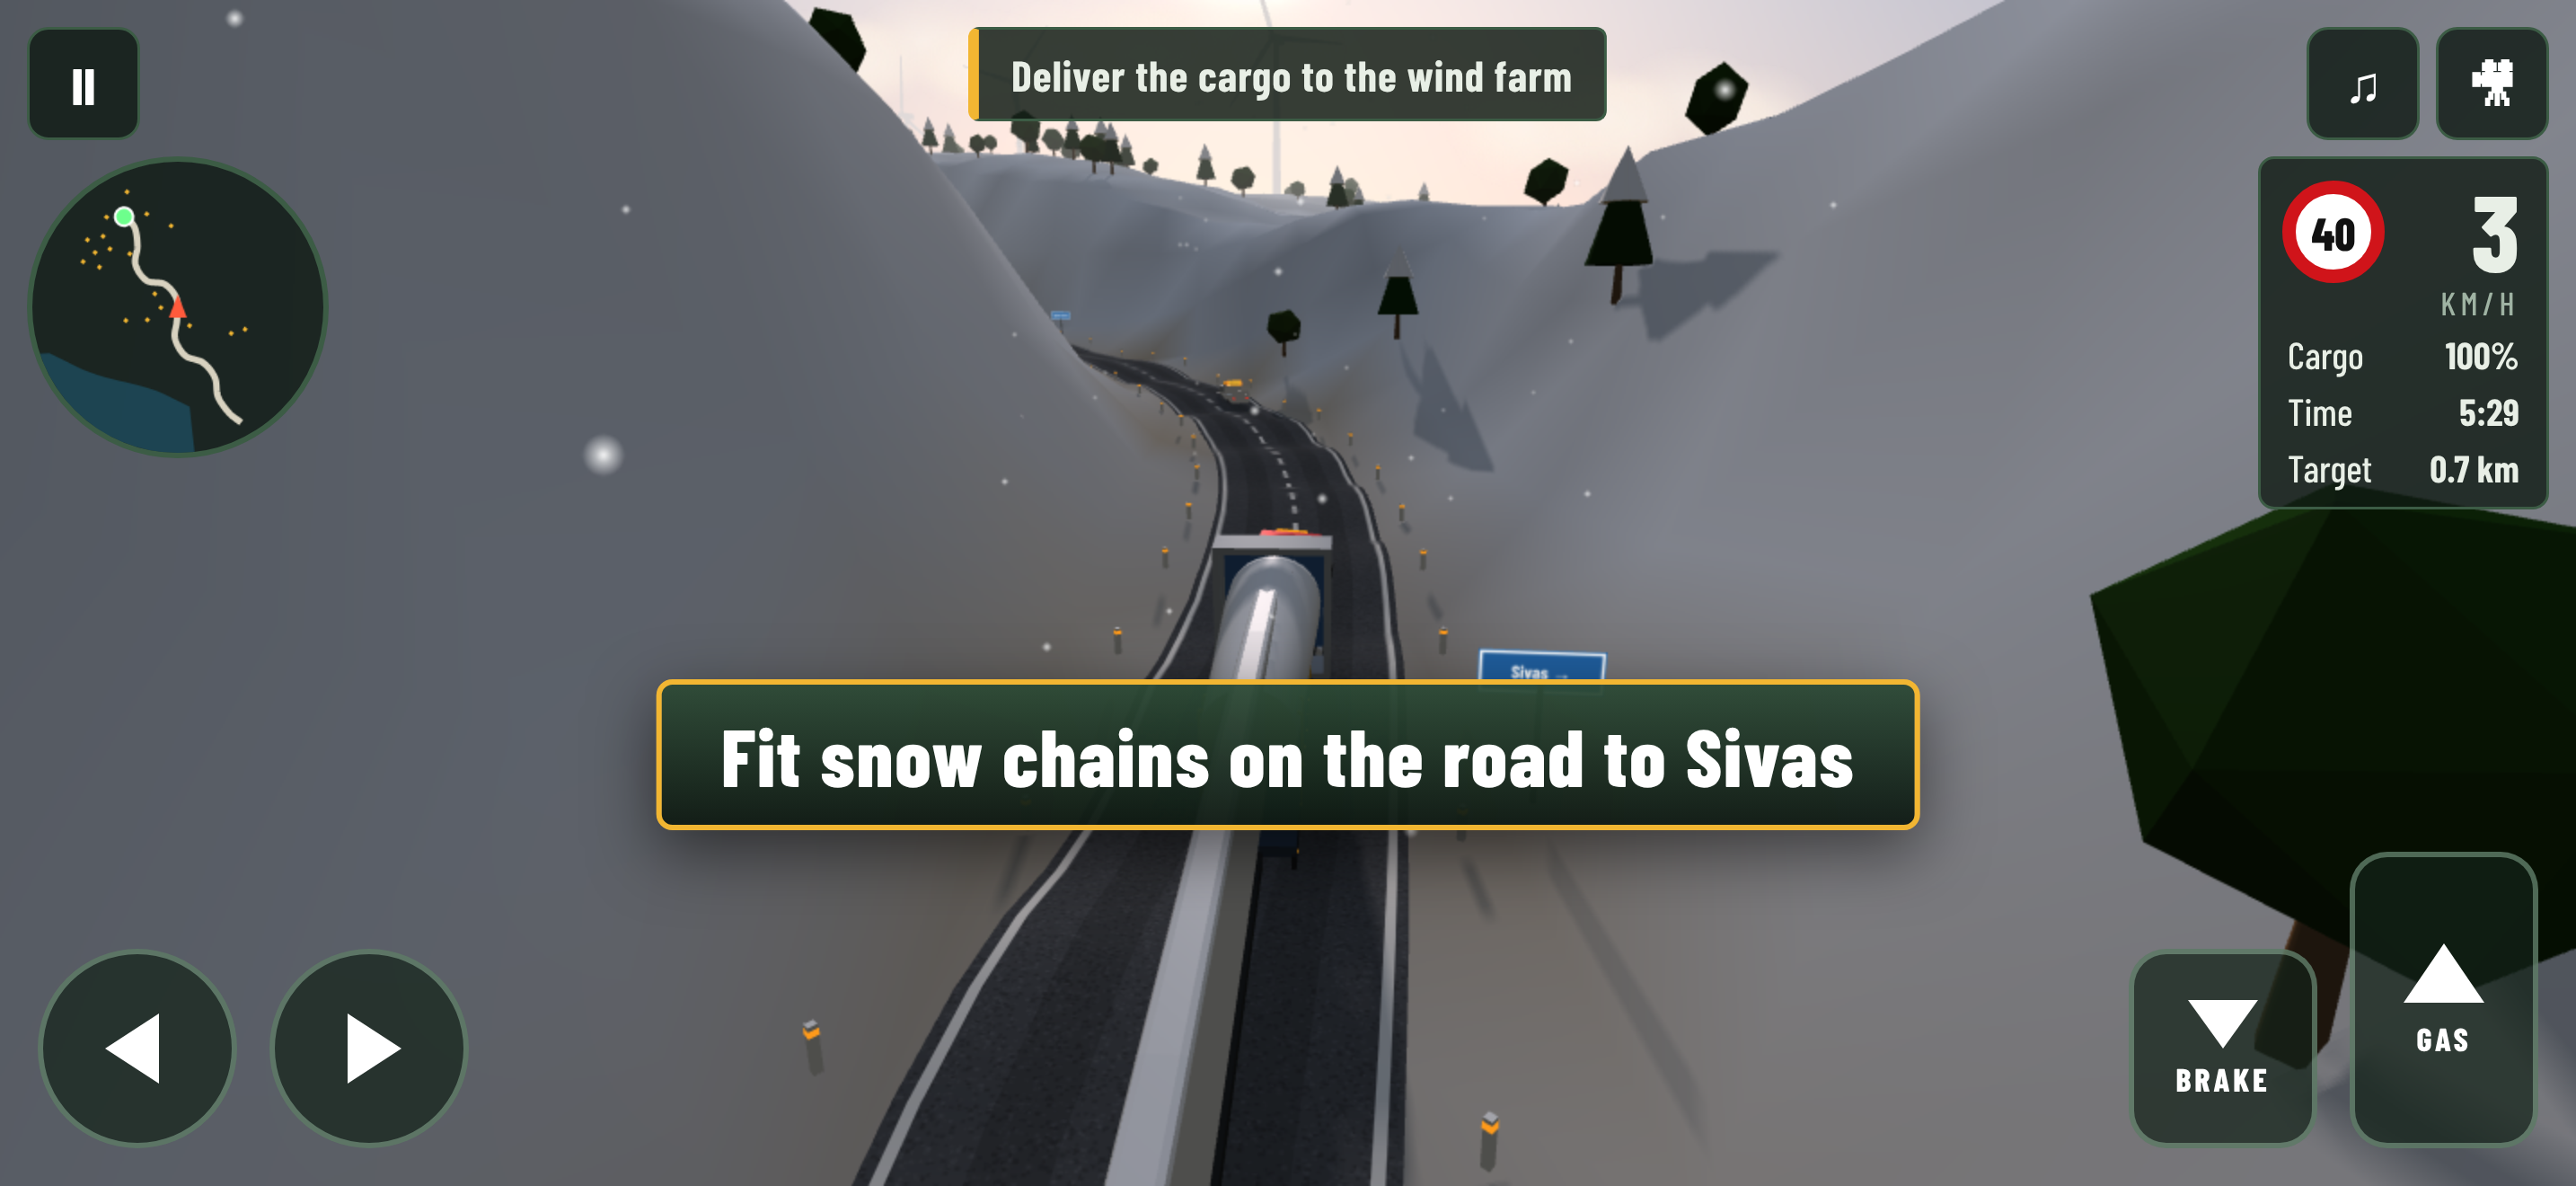 Deliver the cargo to the wind farm
40
3
KM/H
Cargo 100%
Time 5:29
Target 0.7 km
Sivas →
Fit snow chains on the road to Sivas
BRAKE
GAS